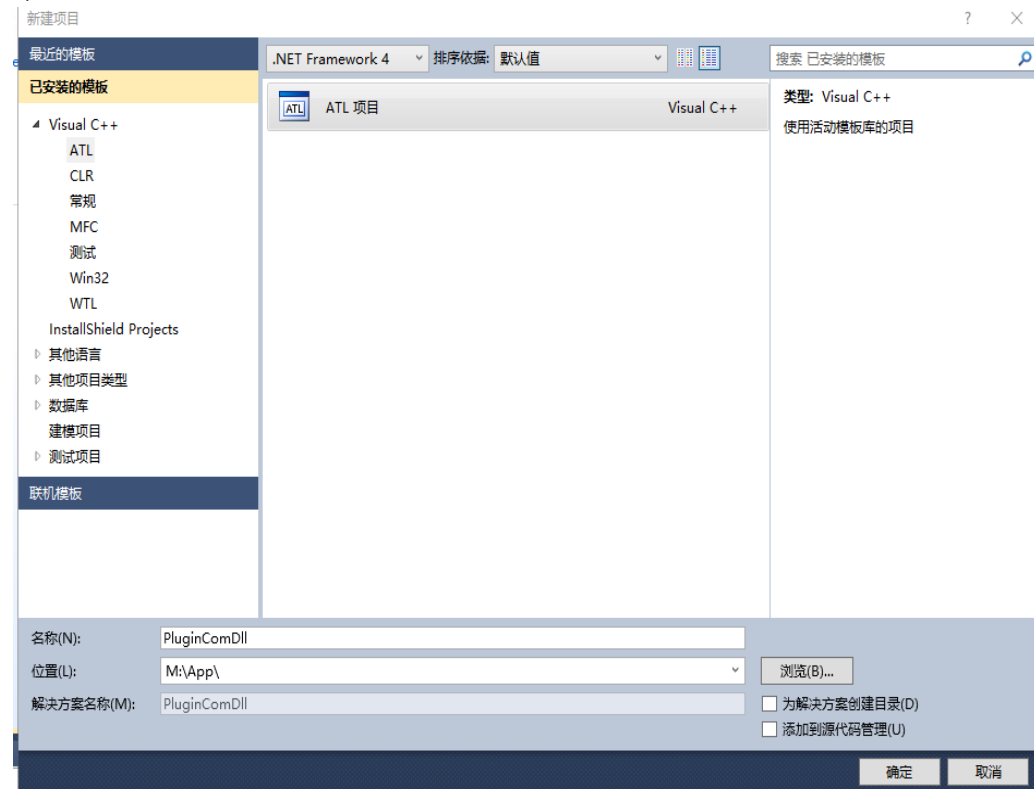 新建项目
最近的模板
.NET Framework 4 排序依据: 默认值
搜索 已安装的模板
已安装的模板
Visual C++
ATL
CLR
常规
MFC
测试
Win32
WTL
InstallShield Projects
其他语言
其他项目类型
数据库
建模项目
测试项目
联机模板
ATL ATL 项目 Visual C++
类型: Visual C++
使用活动模板库的项目
名称(N): PluginComDll
位置(L): M:\App\ 浏览(B)...
解决方案名称(M): PluginComDll 为解决方案创建目录(D)
添加到源代码管理(U)
确定 取消